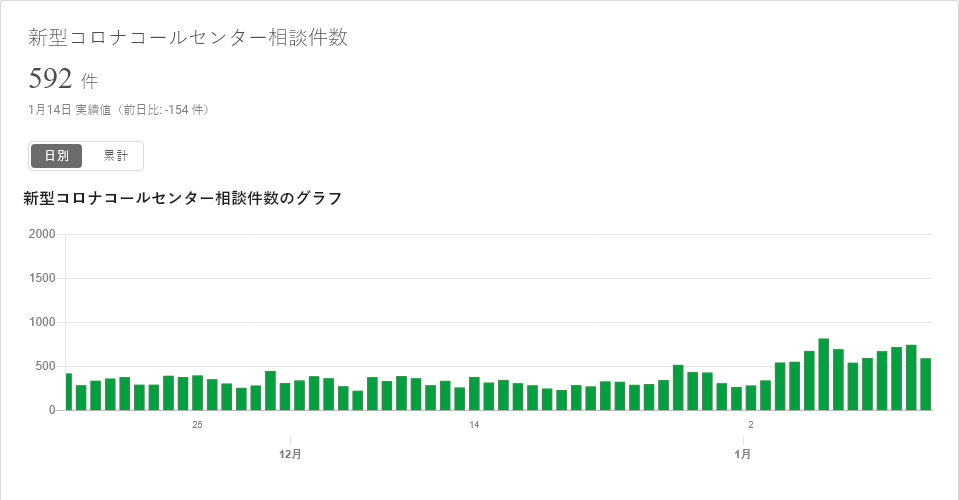 新型コロナコールセンター相談件数
592 件
1月14日 実績値（前日比: -154 件）
日別 累計
新型コロナコールセンター相談件数のグラフ
2000
1500
1000
500
0
25 14 2
12月 1月